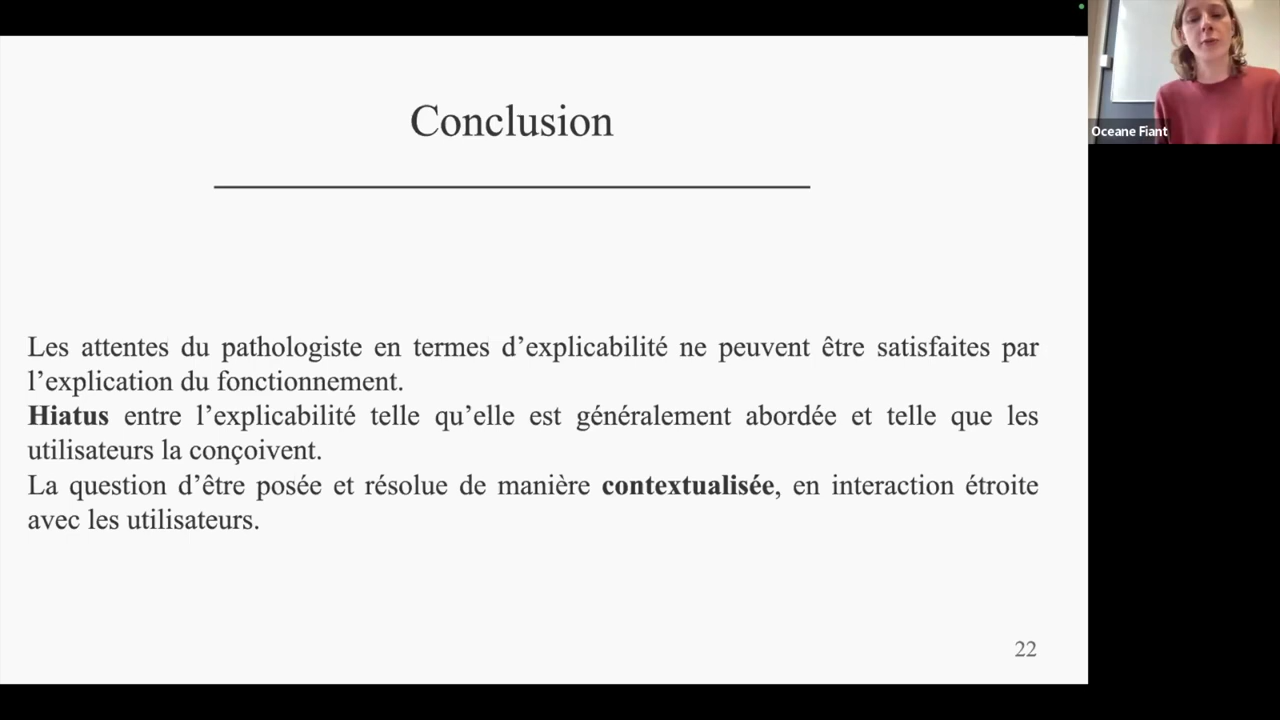 Conclusion
Les attentes du pathologiste en termes d’explicabilité ne peuvent être satisfaites par
l’explication du fonctionnement.
Hiatus entre l’explicabilité telle qu’elle est généralement abordée et telle que les
utilisateurs la conçoivent.
La question d’être posée et résolue de manière contextualisée, en interaction étroite
avec les utilisateurs.
22
Oceane Fiant